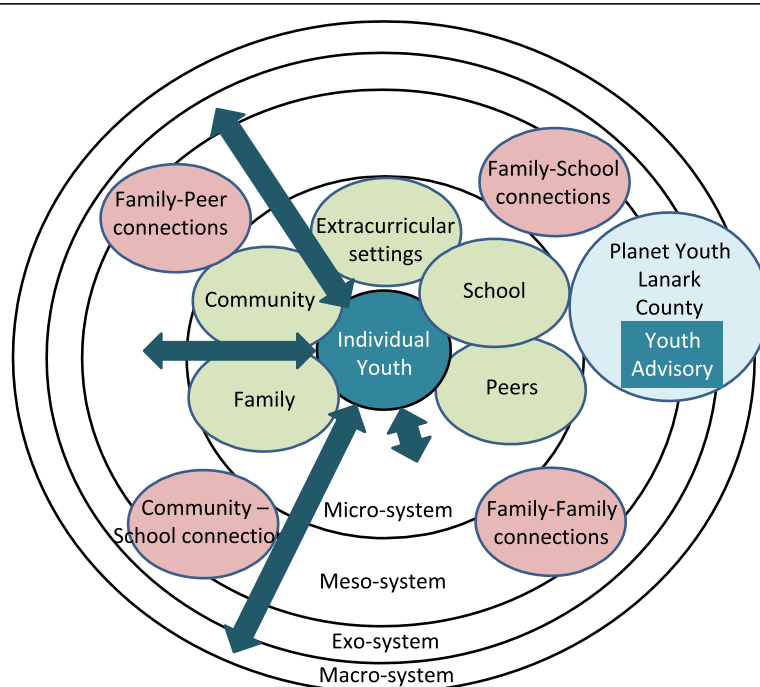 Family-School
connections
Family-Peer
connections
Extracurricular
settings
Planet Youth
Lanark
County
Youth
Advisory
Community
School
Individual
Youth
Family
Peers
Community –
School connection
Family-Family
connections
Micro-system
Meso-system
Exo-system
Macro-system